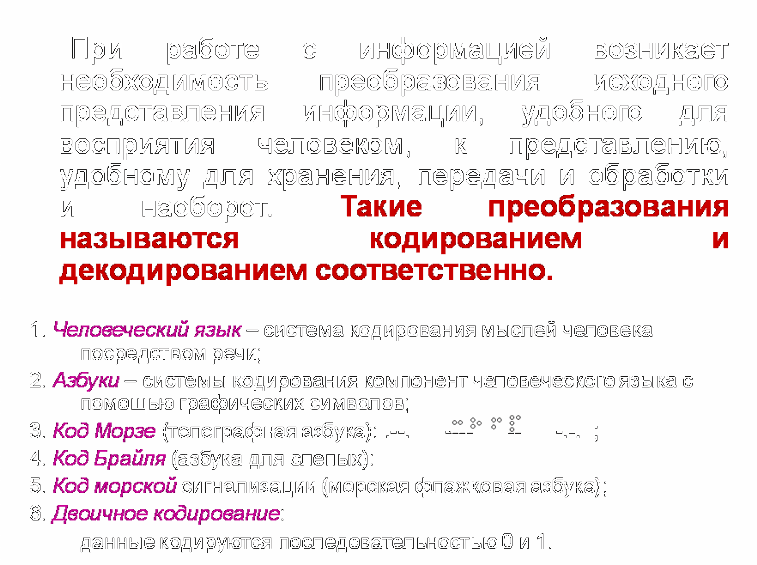 При работе с информацией возникает
необходимость преобразования исходного
представления информации, удобного для
восприятия человеком, к представлению,
удобному для хранения, передачи и обработки
и наоборот. Такие преобразования
называются кодированием и
декодированием соответственно.
1. Человеческий язык – система кодирования мыслей человека
посредством речи;
2. Азбуки – системы кодирования компонент человеческого языка с
помощью графических символов;
3. Код Морзе (телеграфная азбука): ;
4. Код Брайля (азбука для слепых):
5. Код морской сигнализации (морская флажковая азбука);
6. Двоичное кодирование:
данные кодируются последовательностью 0 и 1.